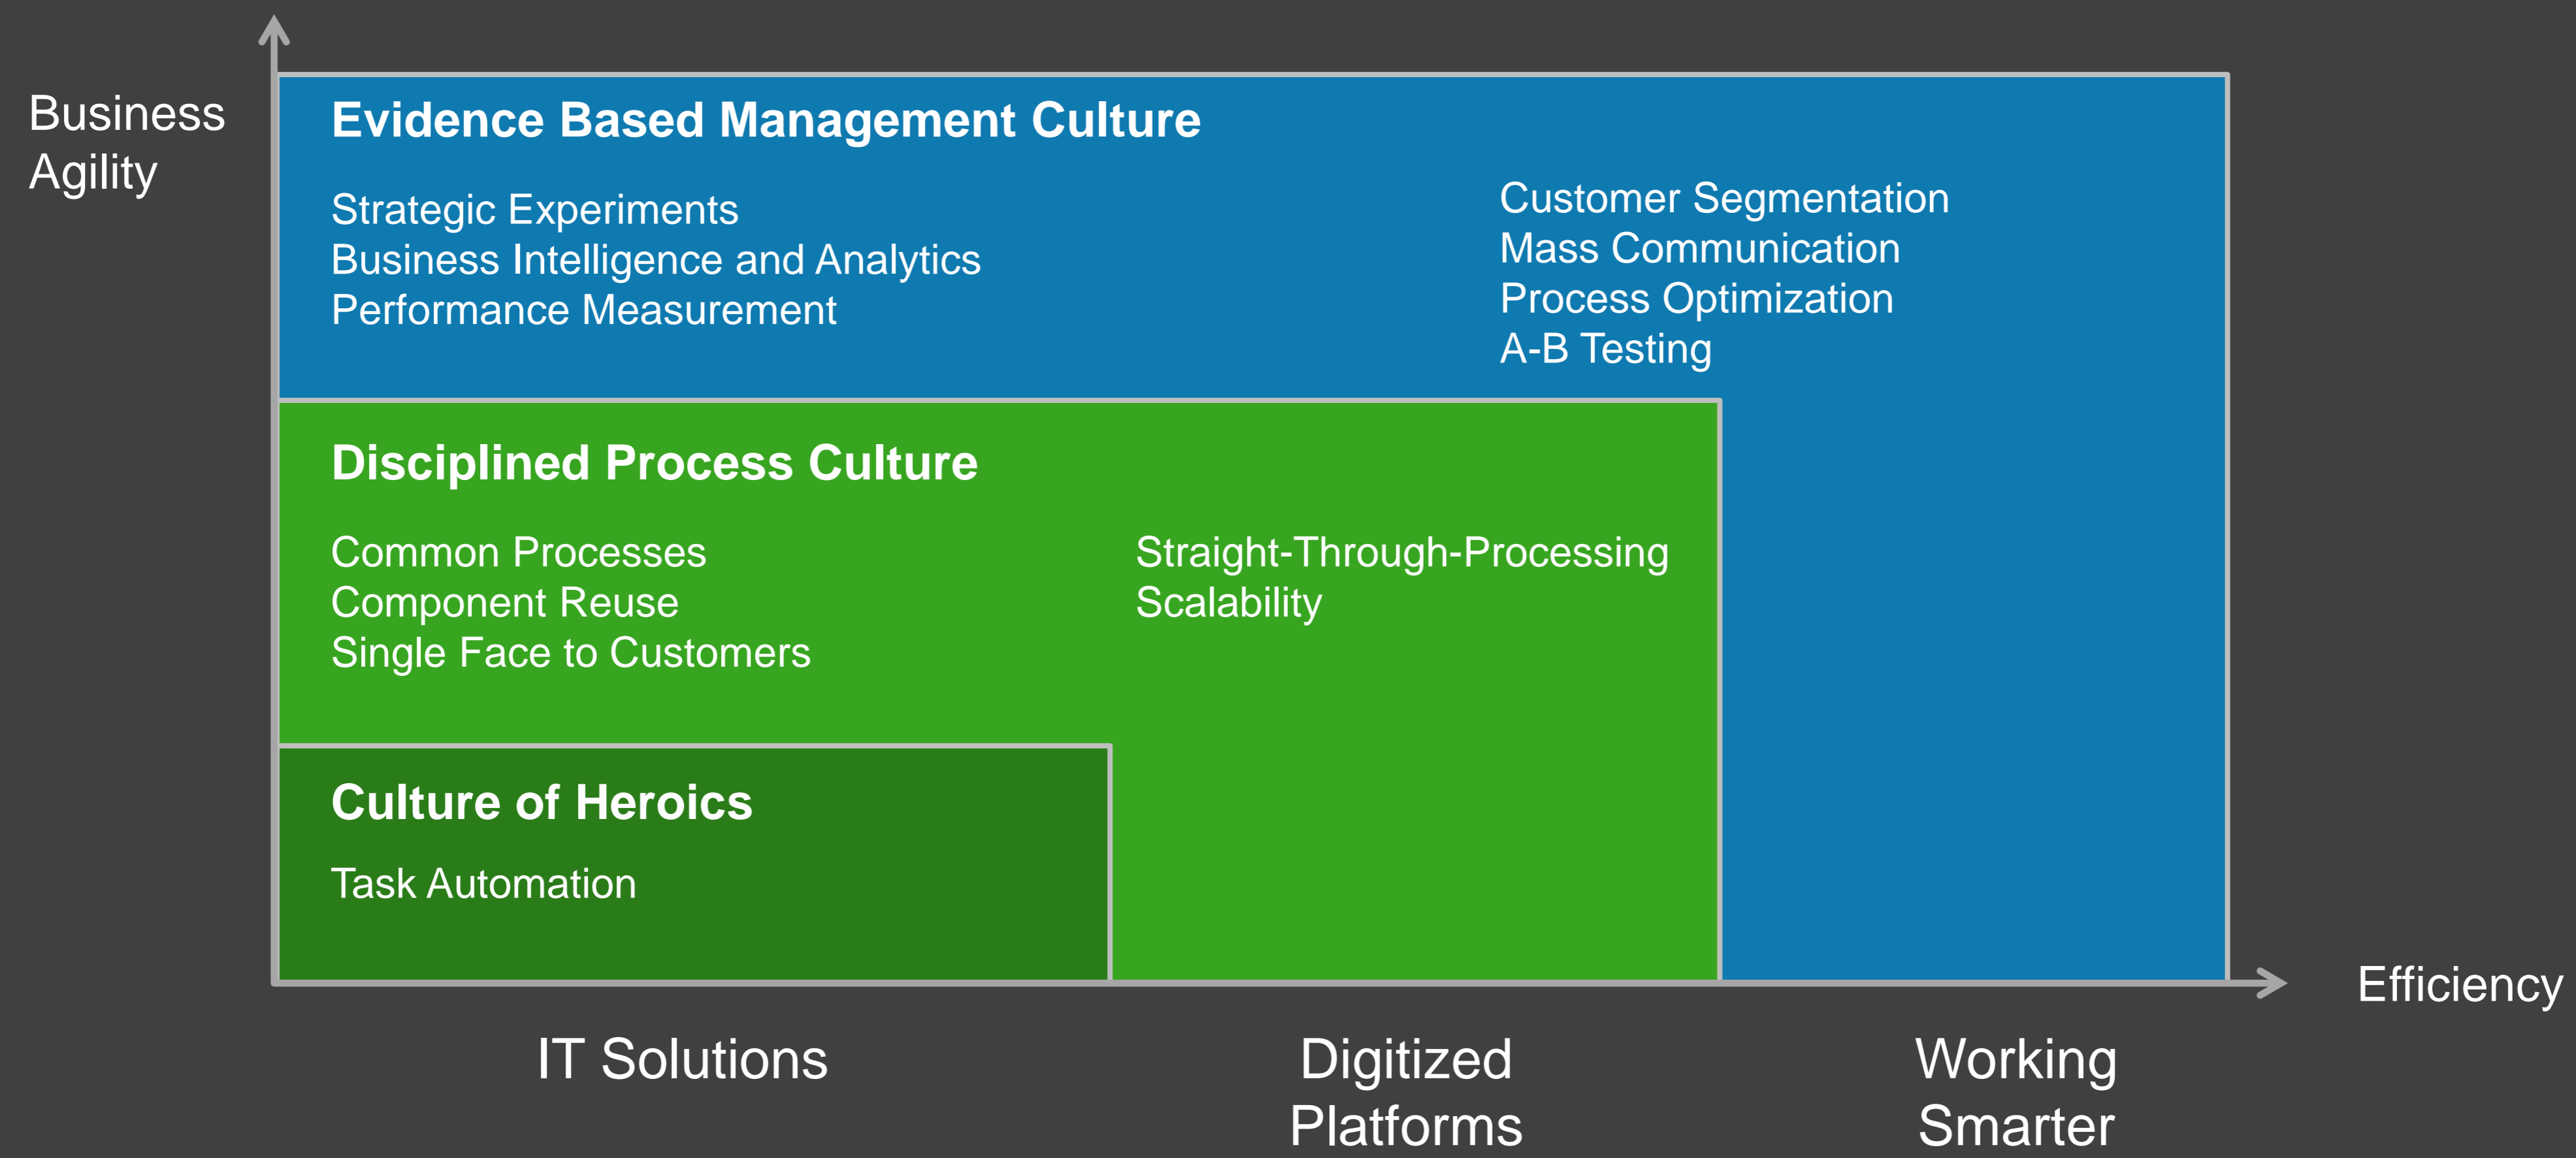 Business
Agility
Evidence Based Management Culture
Strategic Experiments
Business Intelligence and Analytics
Performance Measurement
Customer Segmentation
Mass Communication
Process Optimization
A-B Testing
Disciplined Process Culture
Common Processes
Component Reuse
Single Face to Customers
Straight-Through-Processing
Scalability
Culture of Heroics
Task Automation
Efficiency
IT Solutions
Digitized
Platforms
Working
Smarter